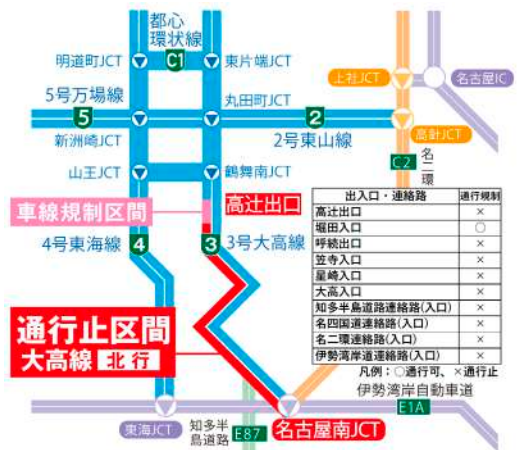 都心
環状線
C1
明道町JCT
東片端JCT
上社JCT
名古屋IC
5号万場線
5
丸田町JCT
新洲崎JCT
2号東山線
2
高針JCT
C2
名二環
山王JCT
鶴舞南JCT
車線規制区間
高辻出口
4号東海線
4
3
3号大高線
出入口・連絡路 通行規制
高辻出口 ×
堀田入口 ○
呼続出口 ×
笠寺入口 ×
星崎入口 ×
大高入口 ×
知多半島道路連絡路(入口) ×
名四国道連絡路(入口) ×
名二環連絡路(入口) ×
伊勢湾岸道連絡路(入口) ×
凡例:○通行可、×通行止
通行止区間
大高線 北行
伊勢湾岸自動車道
E1A
東海JCT
知多半
島道路
E87
名古屋南JCT